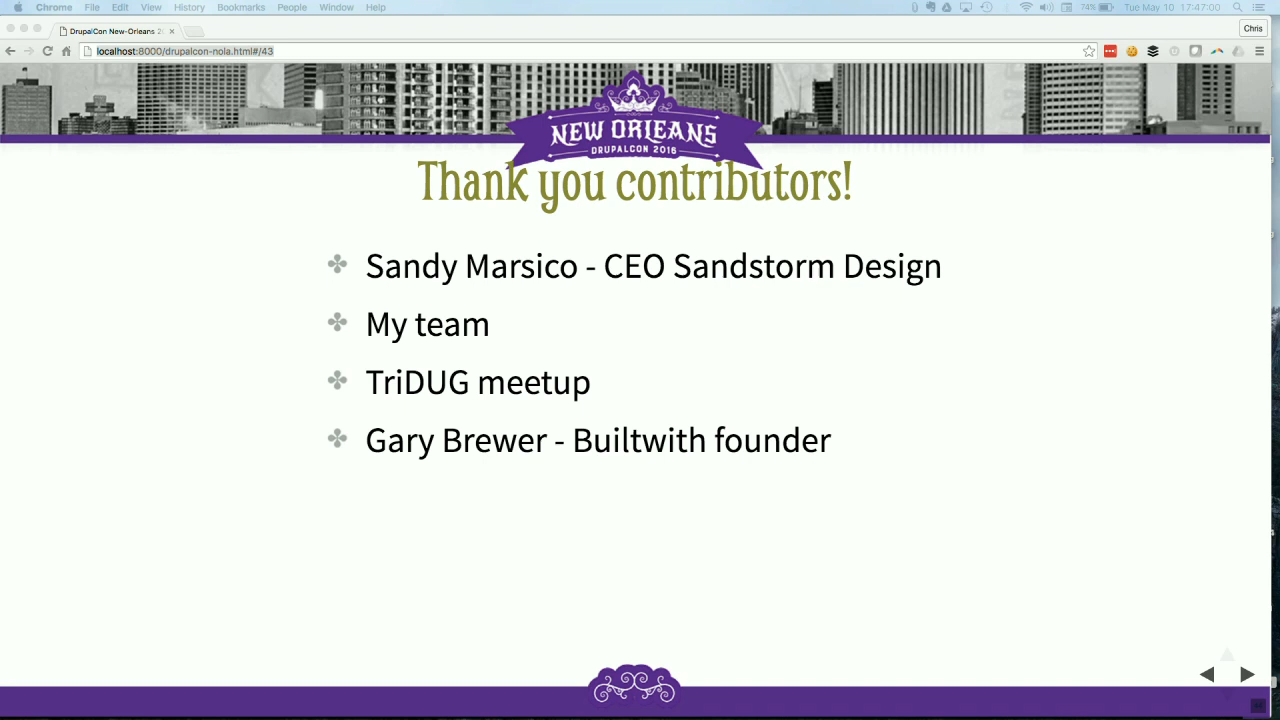 Chrome File Edit View History Bookmarks People Window Help 74% Tue May 10 17:47:00
DrupalCon New-Orleans 2
Chris
localhost:8000/drupalcon-nola.html#/43
NEW ORLEANS
DRUPALCON 2016
Thank you contributors!
Sandy Marsico - CEO Sandstorm Design
My team
TriDUG meetup
Gary Brewer - Builtwith founder